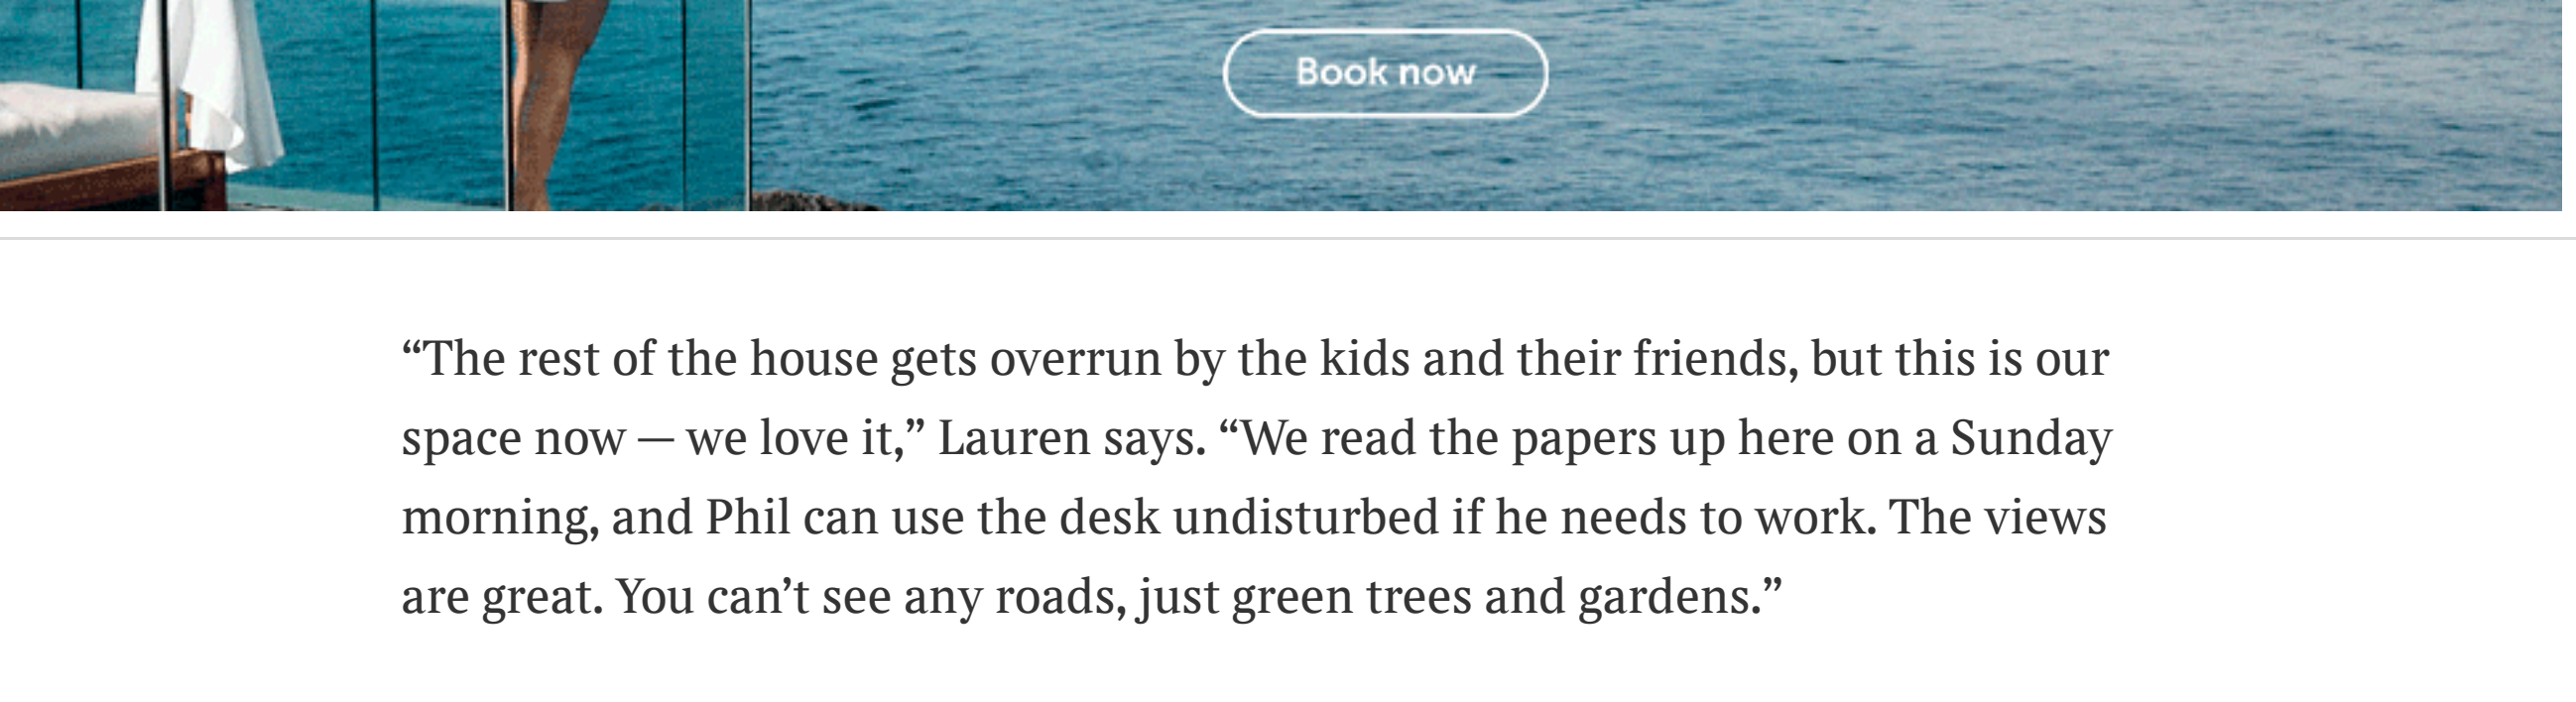 Book now
“The rest of the house gets overrun by the kids and their friends, but this is our
space now — we love it,” Lauren says. “We read the papers up here on a Sunday
morning, and Phil can use the desk undisturbed if he needs to work. The views
are great. You can’t see any roads, just green trees and gardens.”